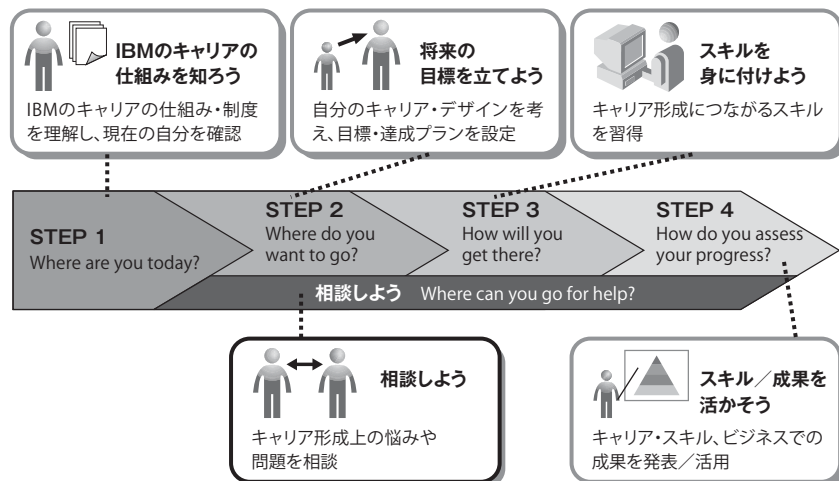 IBMのキャリアの
仕組みを知ろう
IBMのキャリアの仕組み・制度
を理解し、現在の自分を確認
将来の
目標を立てよう
自分のキャリア・デザインを考
え、目標・達成プランを設定
スキルを
身に付けよう
キャリア形成につながるスキル
を習得
STEP 1
Where are you today?
STEP 2
Where do you
want to go?
STEP 3
How will you
get there?
STEP 4
How do you assess
your progress?
相談しよう Where can you go for help?
相談しよう
キャリア形成上の悩みや
問題を相談
スキル／成果を
活かそう
キャリア・スキル、ビジネスでの
成果を発表／活用